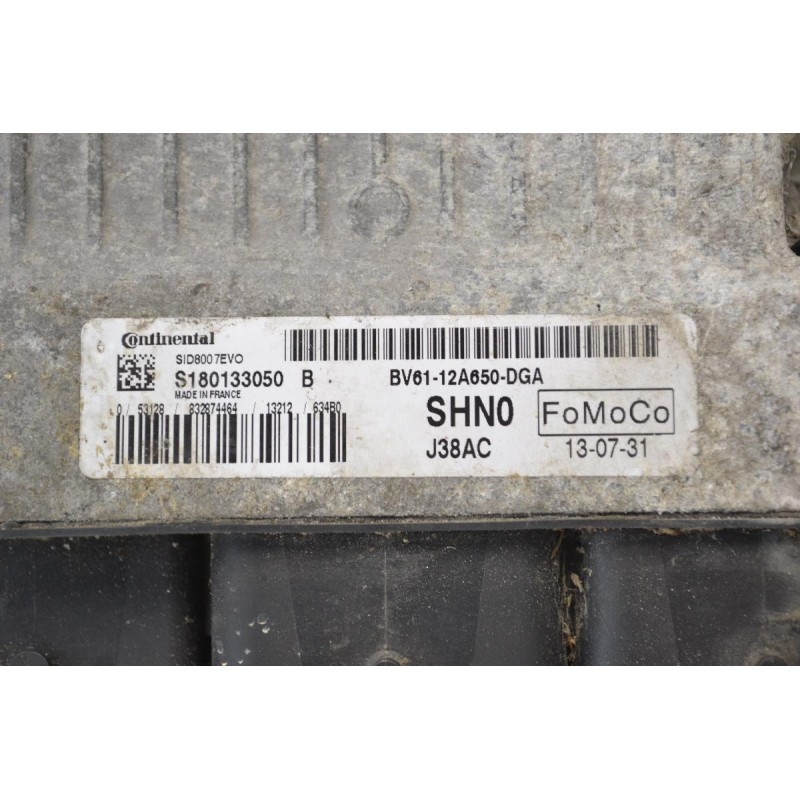 Continental
SID8007EVO
S180133050 B
MADE IN FRANCE
0 / 53128 / 832874464 / 13212 / 634B0
BV61-12A650-DGA
SHN0 FoMoCo
J38AC 13-07-31